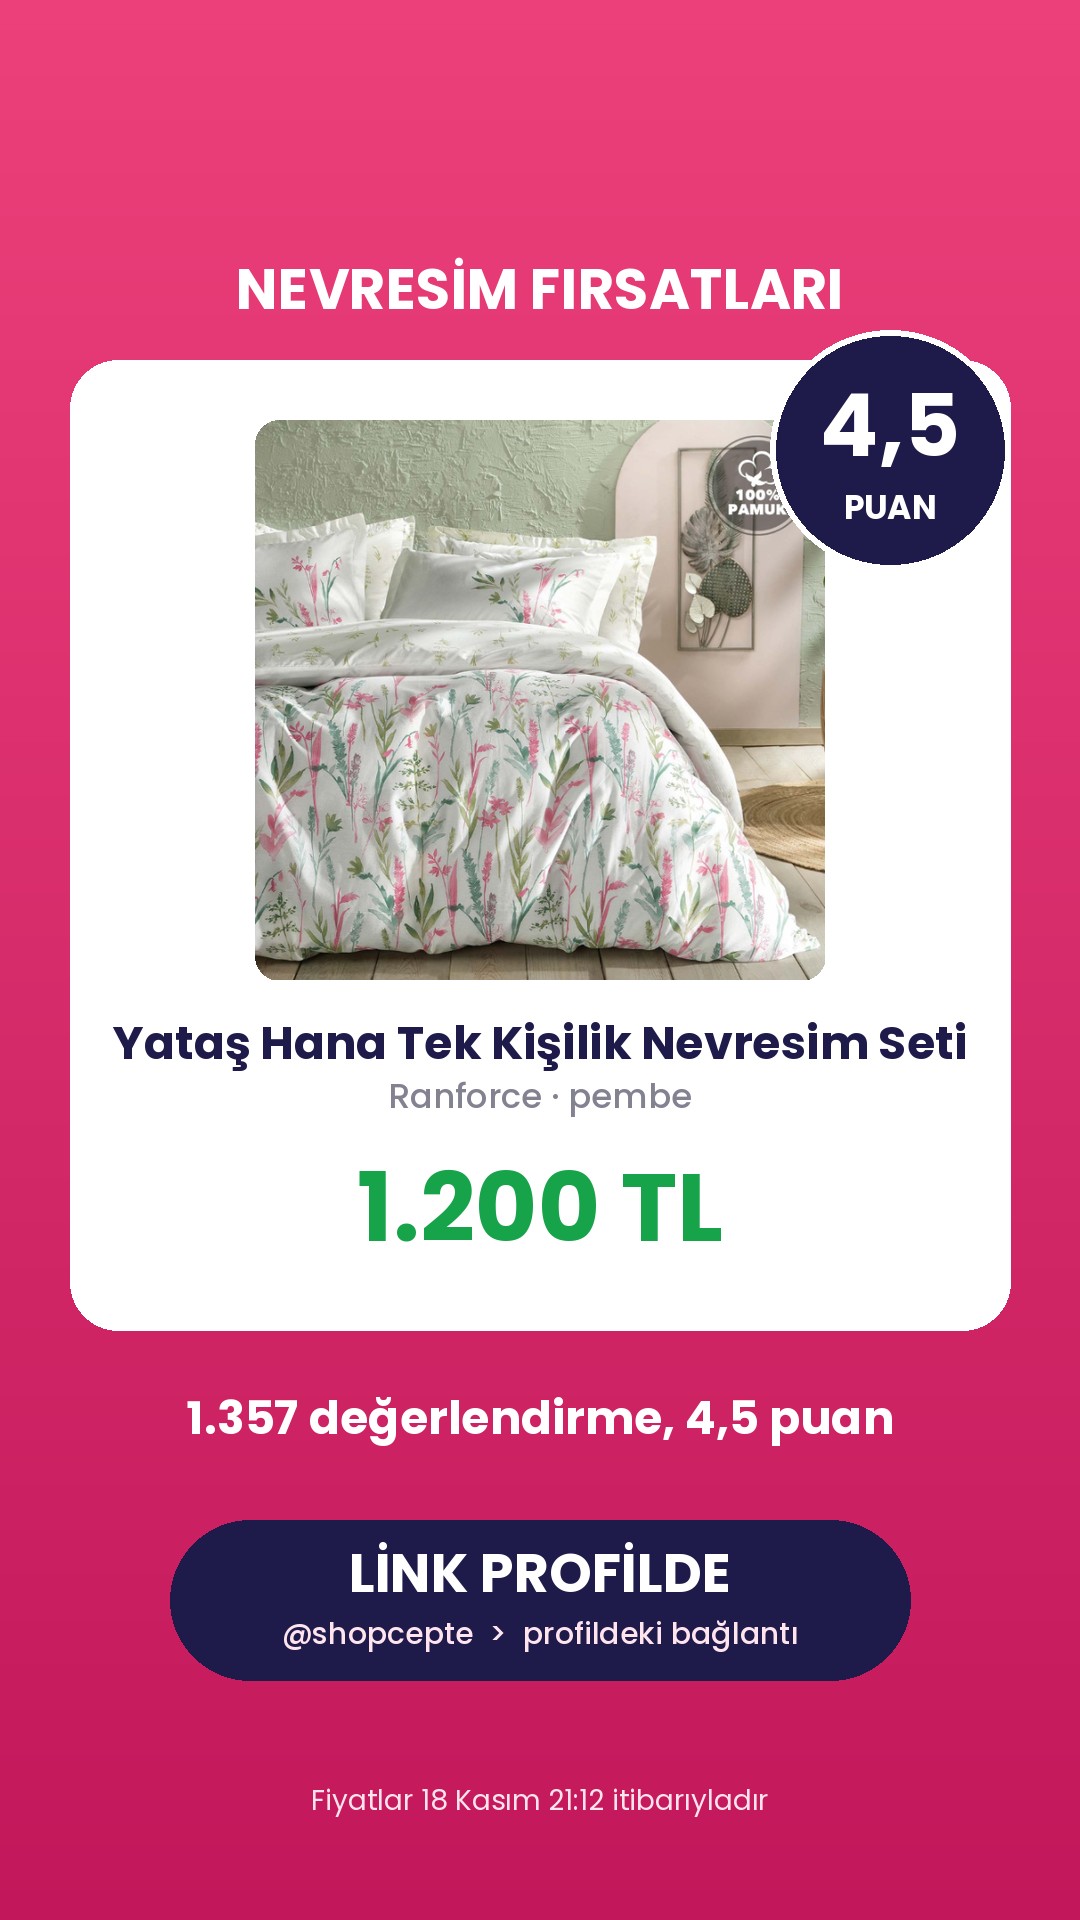 NEVRESİM FIRSATLARI
4,5
PUAN
100%
PAMUK
Yataş Hana Tek Kişilik Nevresim Seti
Ranforce · pembe
1.200 TL
1.357 değerlendirme, 4,5 puan
LİNK PROFİLDE
@shopcepte > profildeki bağlantı
Fiyatlar 18 Kasım 21:12 itibarıyladır